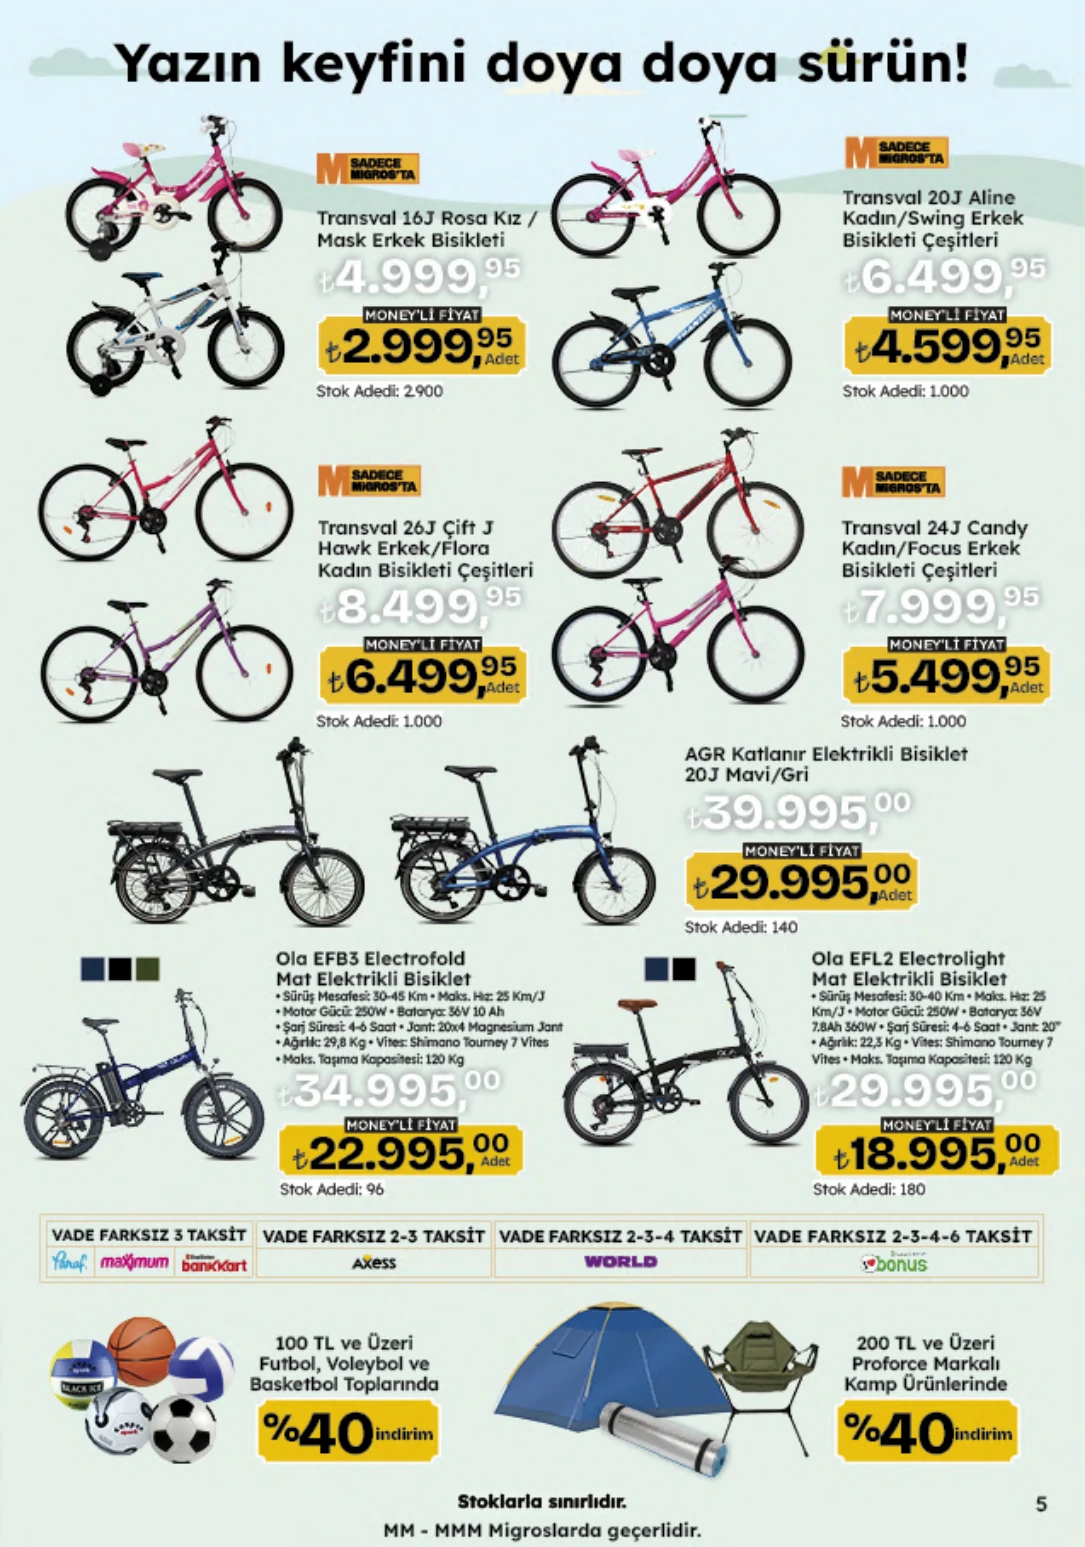 Yazın keyfini doya doya sürün!
M SADECE
MiGROS'TA
Transval 16J Rosa Kız /
Mask Erkek Bisikleti
₺4.999,95
MONEY'Lİ FİYAT
₺2.999,95
Adet
Stok Adedi: 2.900
M SADECE
MiGROS'TA
Transval 20J Aline
Kadın/Swing Erkek
Bisikleti Çeşitleri
₺6.499,95
MONEY'Lİ FİYAT
₺4.599,95
Adet
Stok Adedi: 1.000
M SADECE
MiGROS'TA
Transval 26J Çift J
Hawk Erkek/Flora
Kadın Bisikleti Çeşitleri
₺8.499,95
MONEY'Lİ FİYAT
₺6.499,95
Adet
Stok Adedi: 1.000
M SADECE
MiGROS'TA
Transval 24J Candy
Kadın/Focus Erkek
Bisikleti Çeşitleri
₺7.999,95
MONEY'Lİ FİYAT
₺5.499,95
Adet
Stok Adedi: 1.000
AGR Katlanır Elektrikli Bisiklet
20J Mavi/Gri
₺39.995,00
MONEY'Lİ FİYAT
₺29.995,00
Adet
Stok Adedi: 140
Ola EFB3 Electrofold
Mat Elektrikli Bisiklet
• Sürüş Mesafesi: 30-45 Km • Maks. Hız: 25 Km/J
• Motor Gücü: 250W • Batarya: 36V 10 Ah
• Şarj Süresi: 4-6 Saat • Jant: 20x4 Magnesium Jant
• Ağırlık: 29,8 Kg • Vites: Shimano Tourney 7 Vites
• Maks. Taşıma Kapasitesi: 120 Kg
₺34.995,00
MONEY'Lİ FİYAT
₺22.995,00
Adet
Stok Adedi: 96
Ola EFL2 Electrolight
Mat Elektrikli Bisiklet
• Sürüş Mesafesi: 30-40 Km • Maks. Hız: 25
Km/J • Motor Gücü: 250W • Batarya: 36V
7.8Ah 360W • Şarj Süresi: 4-6 Saat • Jant: 20"
• Ağırlık: 22,3 Kg • Vites: Shimano Tourney 7
Vites • Maks. Taşıma Kapasitesi: 120 Kg
₺29.995,00
MONEY'Lİ FİYAT
₺18.995,00
Adet
Stok Adedi: 180
VADE FARKSIZ 3 TAKSİT
Paraf maximum bankkart
VADE FARKSIZ 2-3 TAKSİT
AXess
VADE FARKSIZ 2-3-4 TAKSİT
WORLD
VADE FARKSIZ 2-3-4-6 TAKSİT
bonus
BLACK ICE
100 TL ve Üzeri
Futbol, Voleybol ve
Basketbol Toplarında
%40 indirim
200 TL ve Üzeri
Proforce Markalı
Kamp Ürünlerinde
%40 indirim
Stoklarla sınırlıdır.
5
MM - MMM Migroslarda geçerlidir.